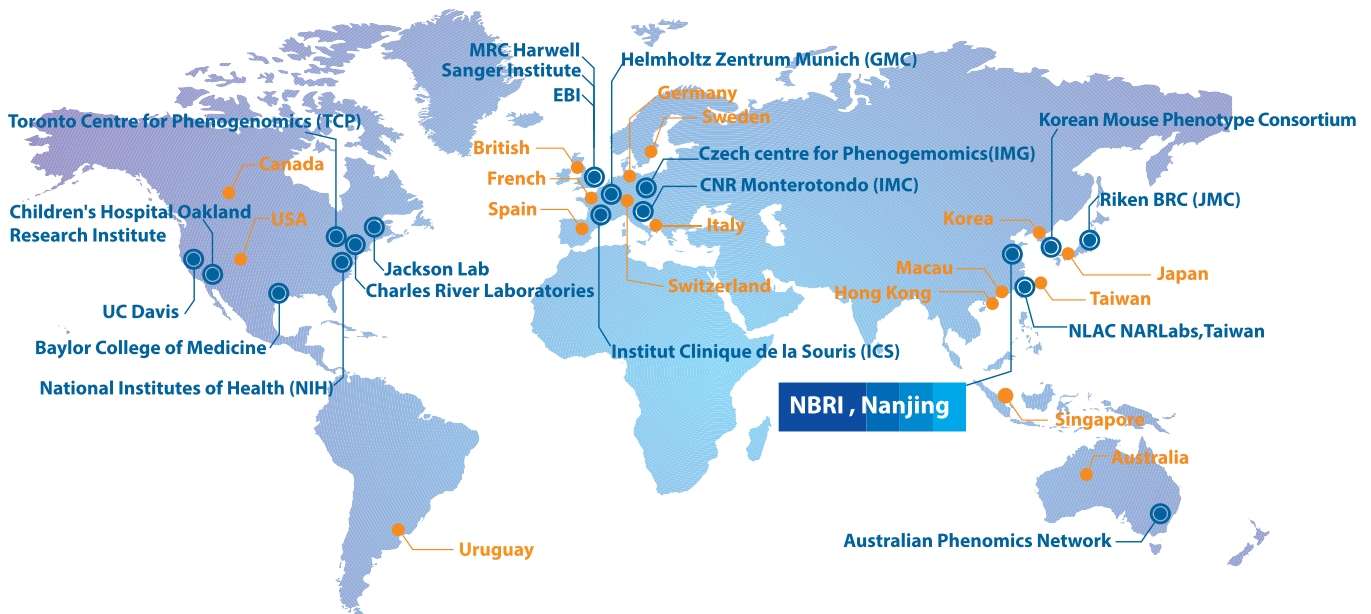 MRC Harwell
Sanger Institute
EBI
Helmholtz Zentrum Munich (GMC)
Germany
Sweden
Toronto Centre for Phenogenomics (TCP)
Korean Mouse Phenotype Consortium
British
Czech centre for Phenogemomics(IMG)
Canada
French
CNR Monterotondo (IMC)
Riken BRC (JMC)
Children's Hospital Oakland
Research Institute
USA
Spain
Italy
Korea
Jackson Lab
Macau
Japan
Charles River Laboratories
Switzerland
Hong Kong
Taiwan
UC Davis
NLAC NARLabs,Taiwan
Baylor College of Medicine
Institut Clinique de la Souris (ICS)
National Institutes of Health (NIH)
NBRI , Nanjing
Singapore
Australia
Australian Phenomics Network
Uruguay